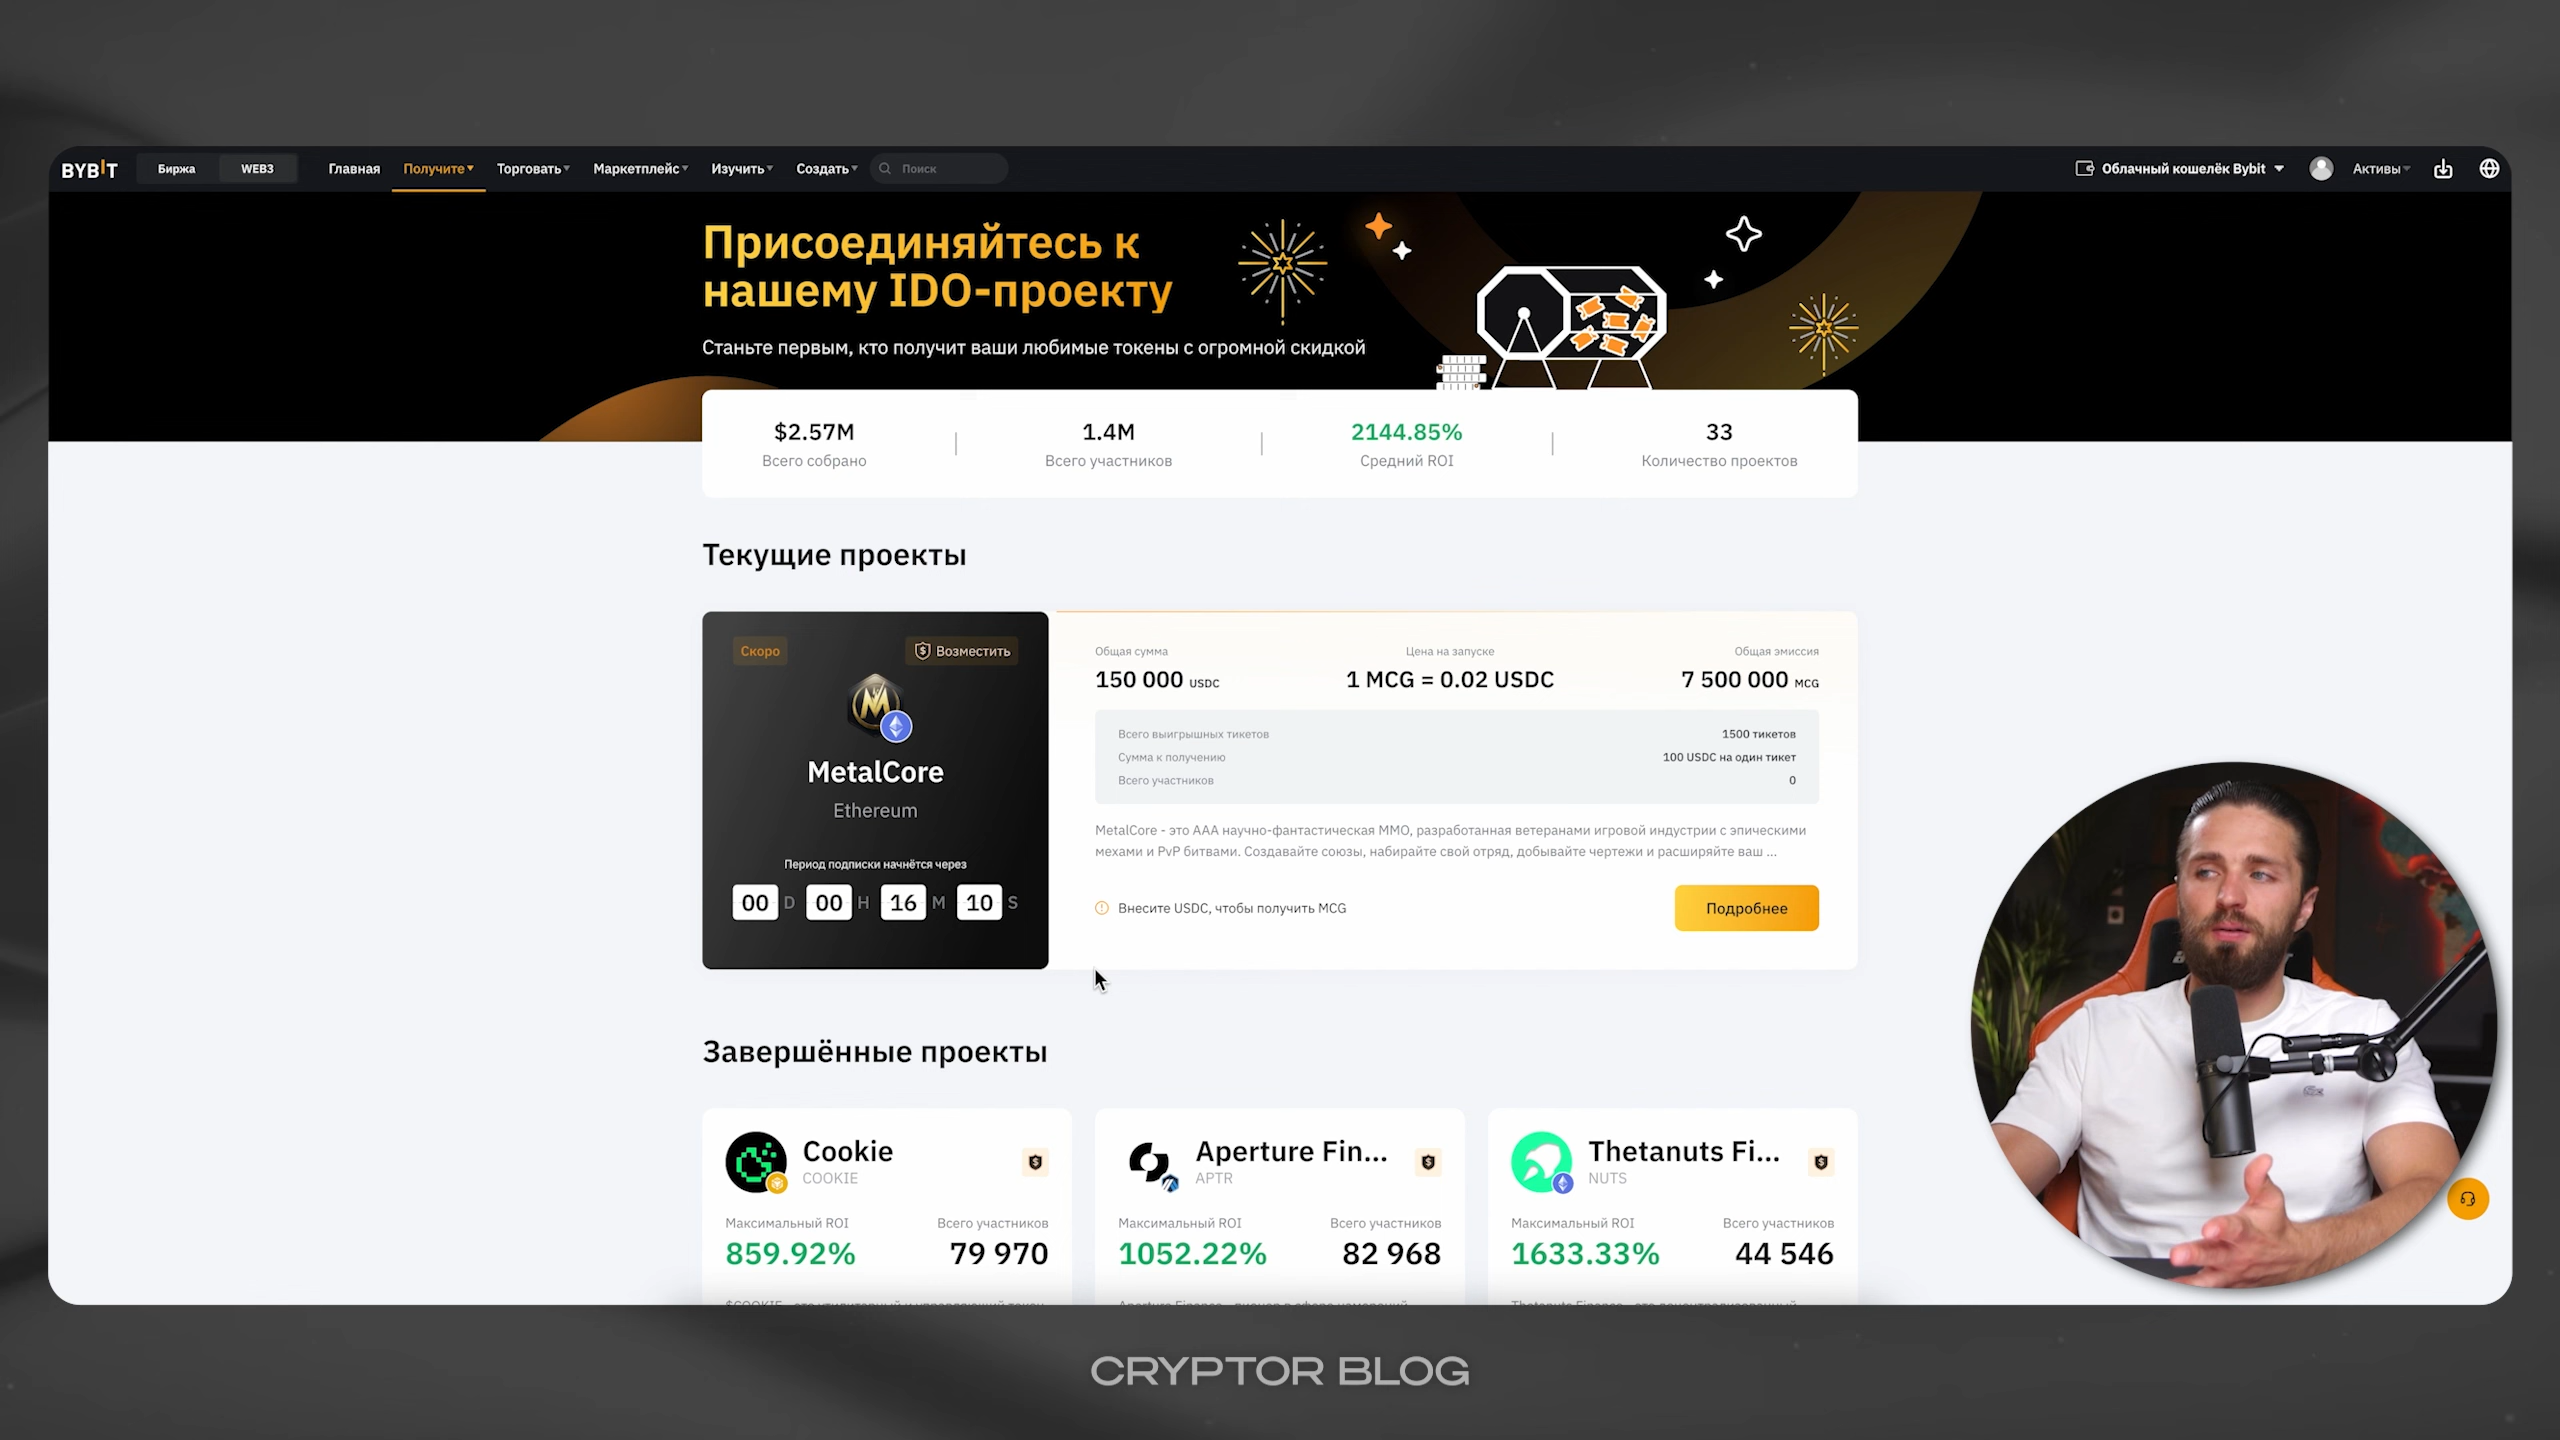 BYBIT
Биржа
WEB3
Главная
Получите
Торговать
Маркетплейс
Изучить
Создать
Поиск
Облачный кошелёк Bybit
Активы
Присоединяйтесь к
нашему IDO-проекту
Станьте первым, кто получит ваши любимые токены с огромной скидкой
$2.57M
Всего собрано
1.4M
Всего участников
2144.85%
Средний ROI
33
Количество проектов
Текущие проекты
Скоро
Возместить
MetalCore
Ethereum
Период подписки начнётся через
00 D 00 H 16 M 10 S
Общая сумма
150 000 USDC
Цена на запуске
1 MCG = 0.02 USDC
Общая эмиссия
7 500 000 MCG
Всего выигрышных тикетов
1500 тикетов
Сумма к получению
100 USDC на один тикет
Всего участников
0
MetalCore - это AAA научно-фантастическая ММО, разработанная ветеранами игровой индустрии с эпическими
мехами и PvP битвами. Создавайте союзы, набирайте свой отряд, добывайте чертежи и расширяйте ваш ...
Внесите USDC, чтобы получить MCG
Подробнее
Завершённые проекты
Cookie
COOKIE
Максимальный ROI
859.92%
Всего участников
79 970
Aperture Fin...
APTR
Максимальный ROI
1052.22%
Всего участников
82 968
Thetanuts Fi...
NUTS
Максимальный ROI
1633.33%
Всего участников
44 546
CRYPTOR BLOG